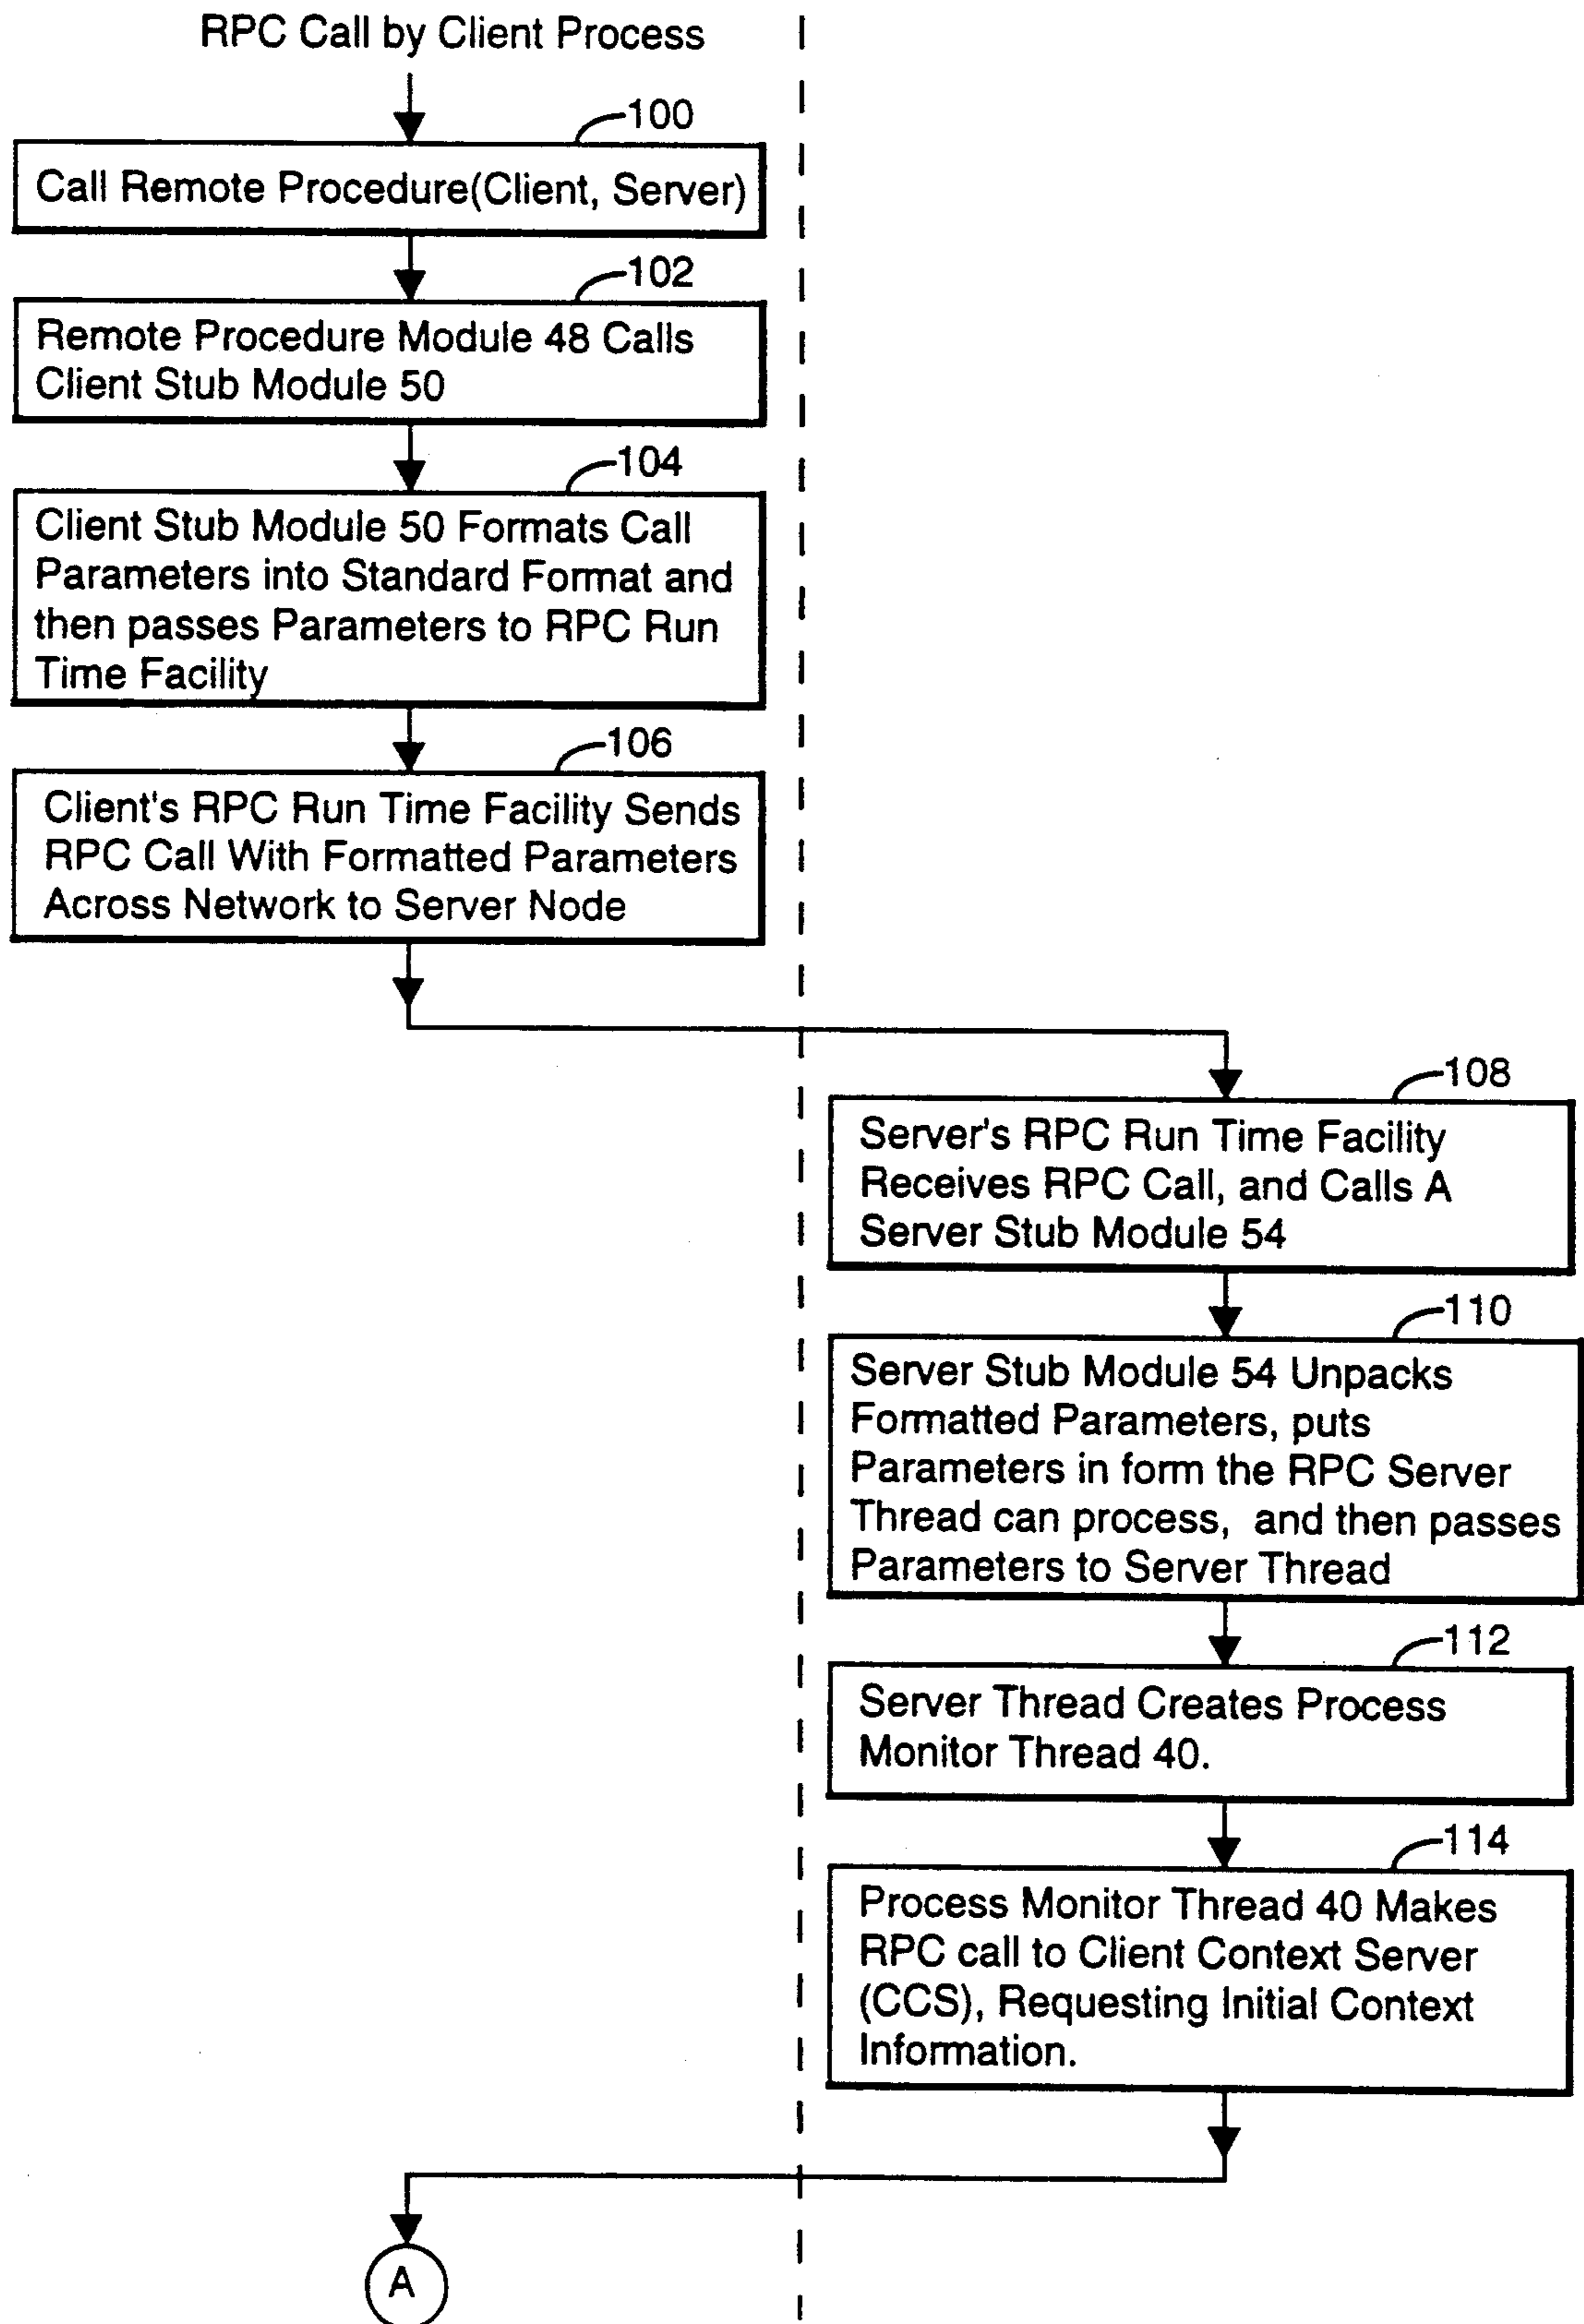 RPC Call by Client Process
100
Call Remote Procedure(Client, Server)
102
Remote Procedure Module 48 Calls
Client Stub Module 50
104
Client Stub Module 50 Formats Call
Parameters into Standard Format and
then passes Parameters to RPC Run
Time Facility
106
Client's RPC Run Time Facility Sends
RPC Call With Formatted Parameters
Across Network to Server Node
108
Server's RPC Run Time Facility
Receives RPC Call, and Calls A
Server Stub Module 54
110
Server Stub Module 54 Unpacks
Formatted Parameters, puts
Parameters in form the RPC Server
Thread can process, and then passes
Parameters to Server Thread
112
Server Thread Creates Process
Monitor Thread 40.
114
Process Monitor Thread 40 Makes
RPC call to Client Context Server
(CCS), Requesting Initial Context
Information.
A